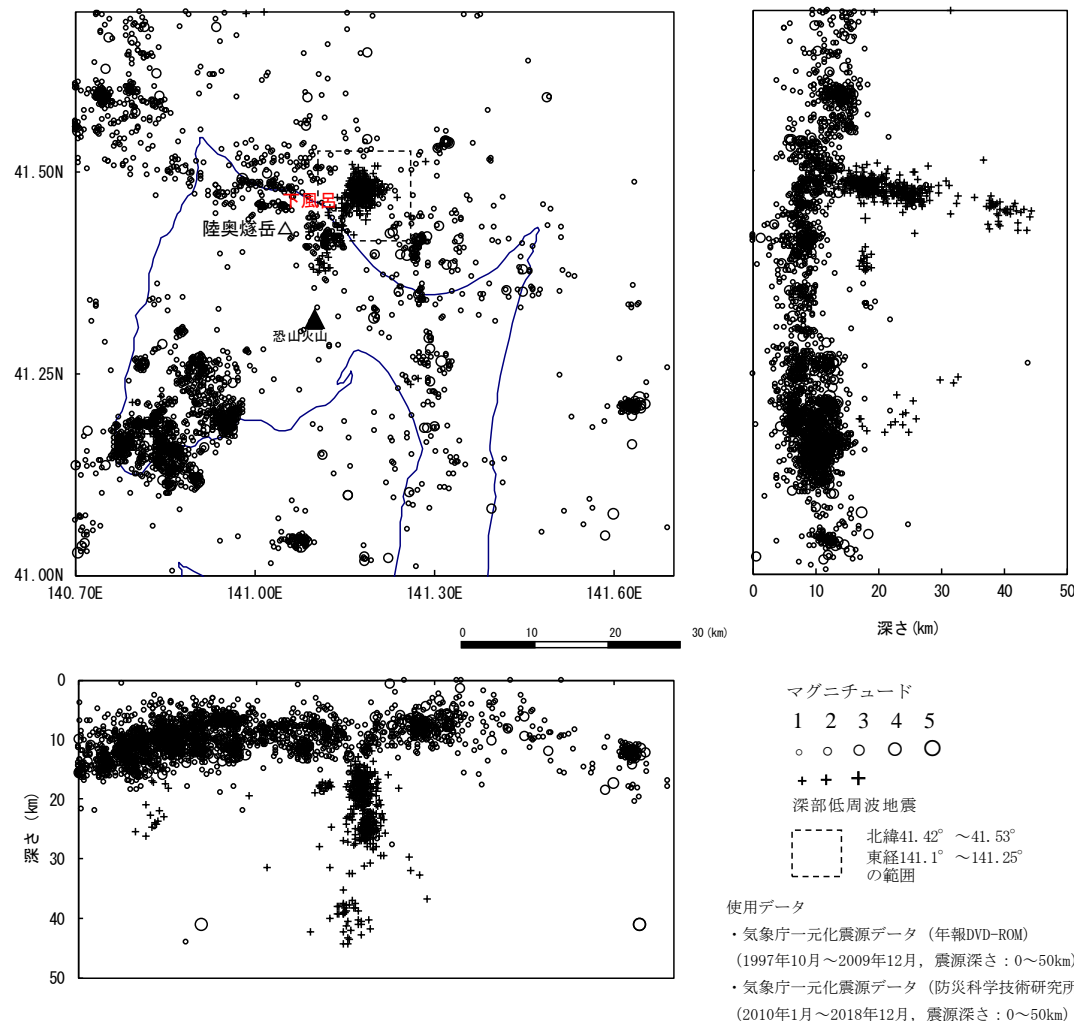 41.50N
41.25N
41.00N
140.70E
141.00E
141.30E
141.60E
下風呂
陸奥燧岳△
恐山火山
0
10
20
30
40
50
深さ(km)
0
10
20
30(km)
0
10
20
30
40
50
深さ(km)
マグニチュード
1 2 3 4 5
深部低周波地震
北緯41.42° ～41.53°
東経141.1° ～141.25°
の範囲
使用データ
・気象庁一元化震源データ（年報DVD-ROM）
（1997年10月～2009年12月，震源深さ：0～50km）
・気象庁一元化震源データ（防災科学技術研究所
（2010年1月～2018年12月，震源深さ：0～50km）